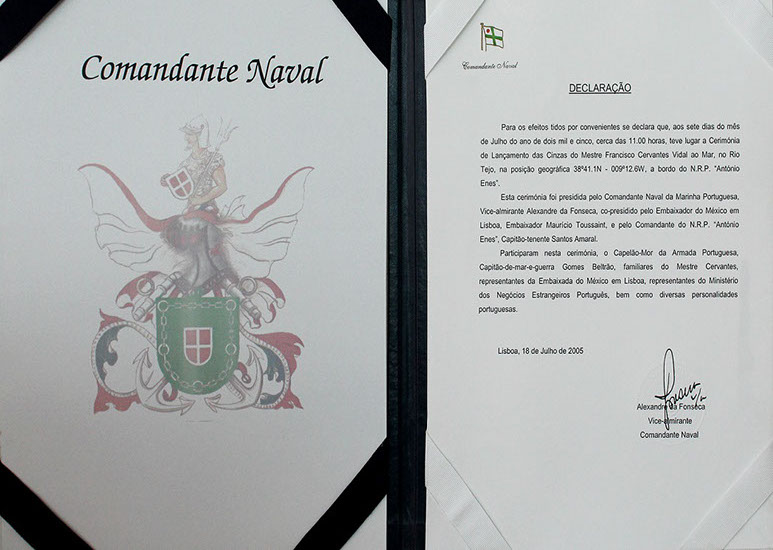 Comandante Naval
Comandante Naval
DECLARAÇÃO
Para os efeitos tidos por convenientes se declara que, aos sete dias do mês
de Julho do ano de dois mil e cinco, cerca das 11.00 horas, teve lugar a Cerimónia
de Lançamento das Cinzas do Mestre Francisco Cervantes Vidal ao Mar, no Rio
Tejo, na posição geográfica 38º41.1N - 009º12.6W, a bordo do N.R.P. “António
Enes”.
Esta cerimónia foi presidida pelo Comandante Naval da Marinha Portuguesa,
Vice-almirante Alexandre da Fonseca, co-presidido pelo Embaixador do México em
Lisboa, Embaixador Maurício Toussaint, e pelo Comandante do N.R.P. “António
Enes”, Capitão-tenente Santos Amaral.
Participaram nesta cerimónia, o Capelão-Mor da Armada Portuguesa,
Capitão-de-mar-e-guerra Gomes Beltrão, familiares do Mestre Cervantes,
representantes da Embaixada do México em Lisboa, representantes do Ministério
dos Negócios Estrangeiros Português, bem como diversas personalidades
portuguesas.
Lisboa, 18 de Julho de 2005
Alexandre da Fonseca
Vice-almirante
Comandante Naval